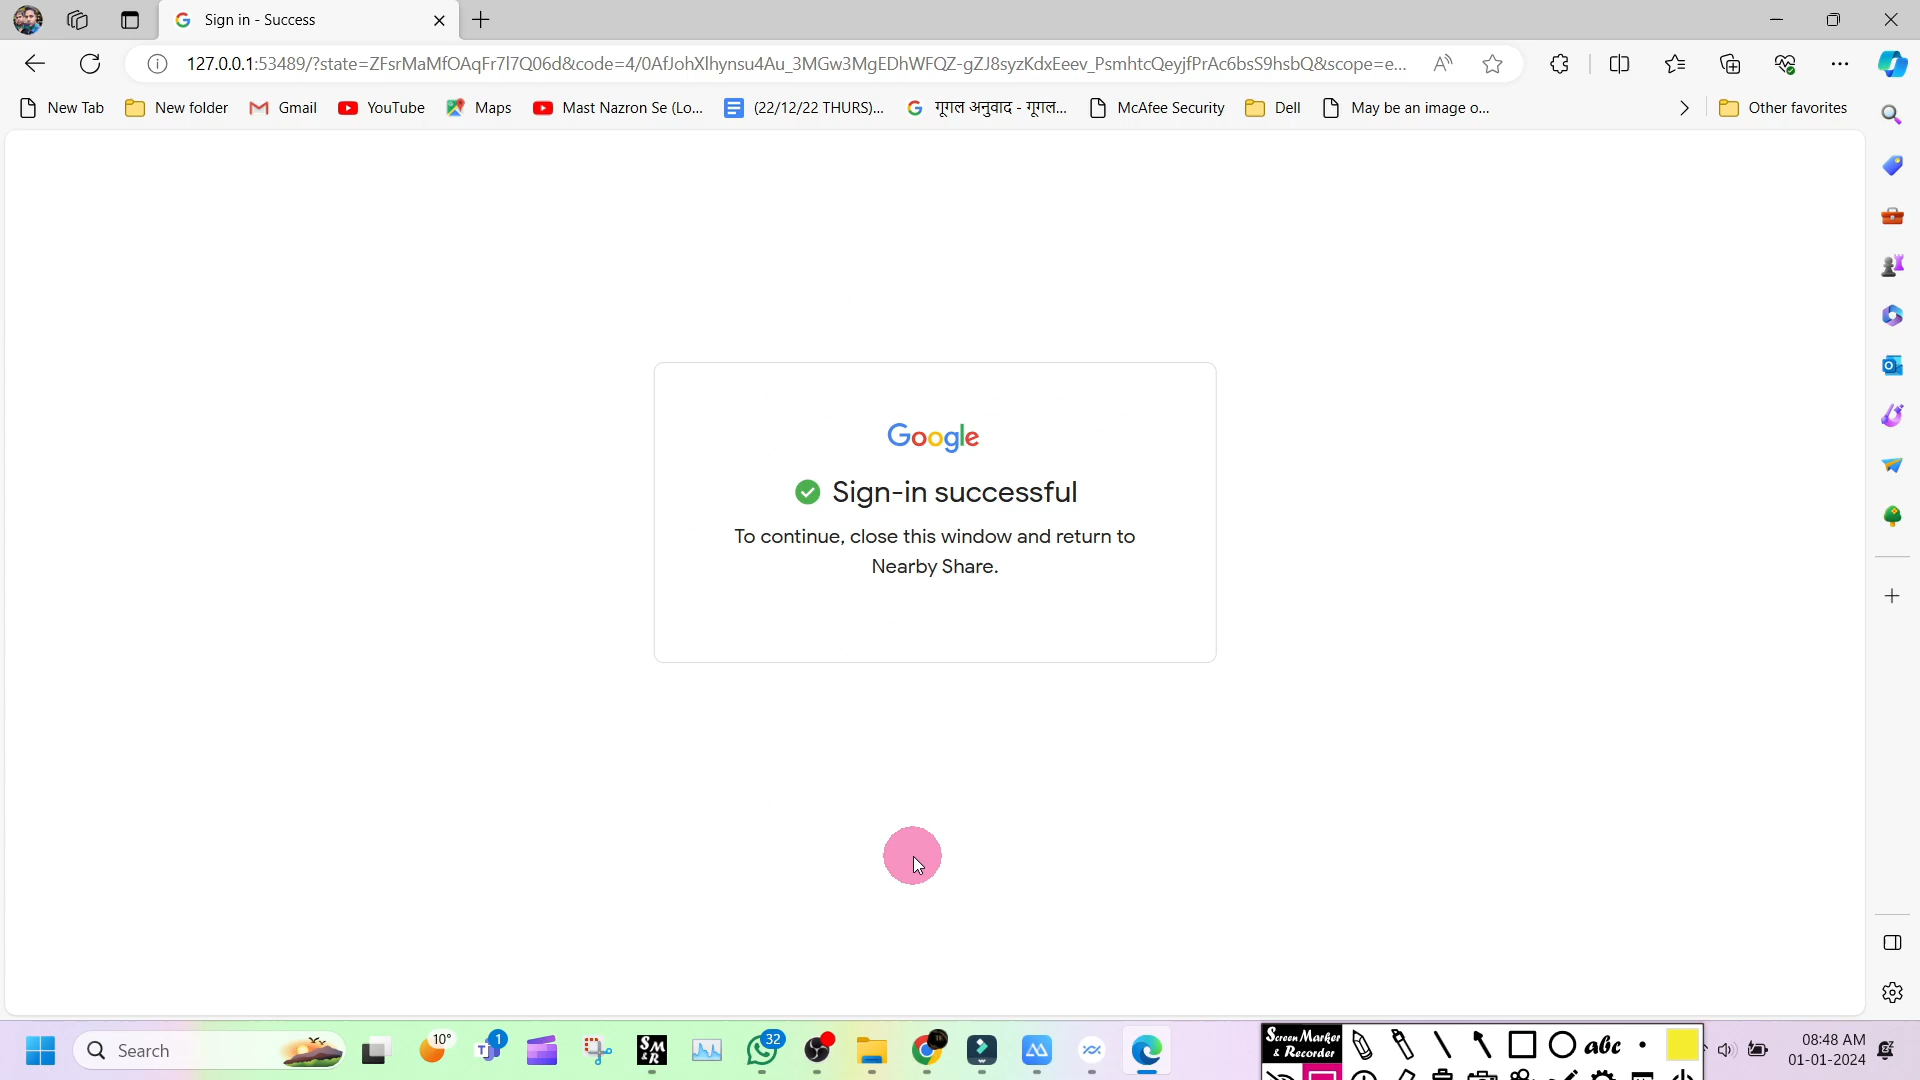 Sign in - Success
127.0.0.1:53489/?state=ZFsrMaMfOAqFr7l7Q06d&code=4/0AfJohXlhynsu4Au_3MGw3MgEDhWFQZ-gZJ8syzKdxEeev_PsmhtcQeyjfPrAc6bsS9hsbQ&scope=e...
New Tab New folder Gmail YouTube Maps Mast Nazron Se (Lo... (22/12/22 THURS)... गूगल अनुवाद - गूगल... McAfee Security Dell May be an image o... Other favorites
Google
Sign-in successful
To continue, close this window and return to
Nearby Share.
Search 10° 1 SM&R 32 Screen Marker & Recorder abc 08:48 AM
01-01-2024